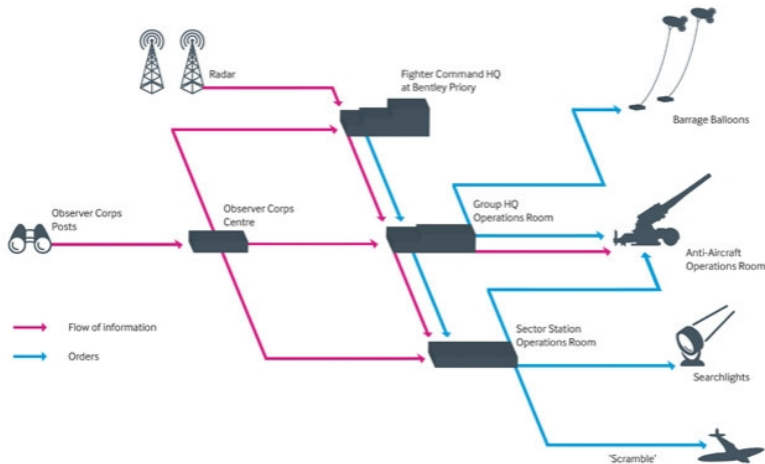 Radar
Fighter Command HQ
at Bentley Priory
Barrage Balloons
Observer Corps
Posts
Observer Corps
Centre
Group HQ
Operations Room
Anti-Aircraft
Operations Room
Flow of information
Orders
Sector Station
Operations Room
Searchlights
'Scramble'